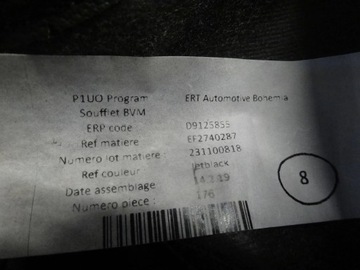 P1UO Program ERT Automotive Bohemia
Soufflet BVM
ERP code 09125855
Ref matiere EF2740287
Numero lot matiere : 231100818
Ref couleur Jetblack
Date assemblage
Numero piece : 176
8